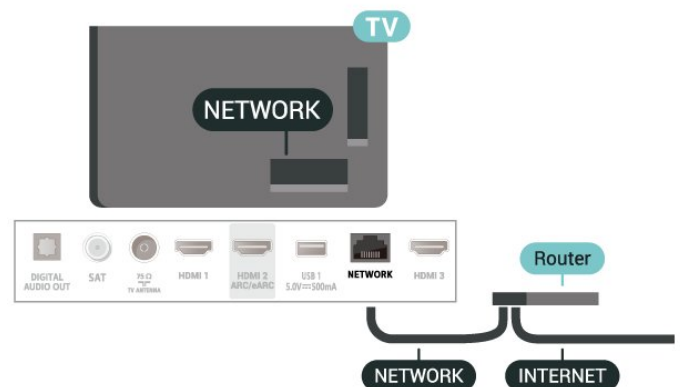 TV
NETWORK
DIGITAL
AUDIO OUT
SAT
75 Ω
TV ANTENNA
HDMI 1
HDMI 2
ARC/eARC
USB 1
5.0V⎓500mA
NETWORK
HDMI 3
Router
NETWORK
INTERNET